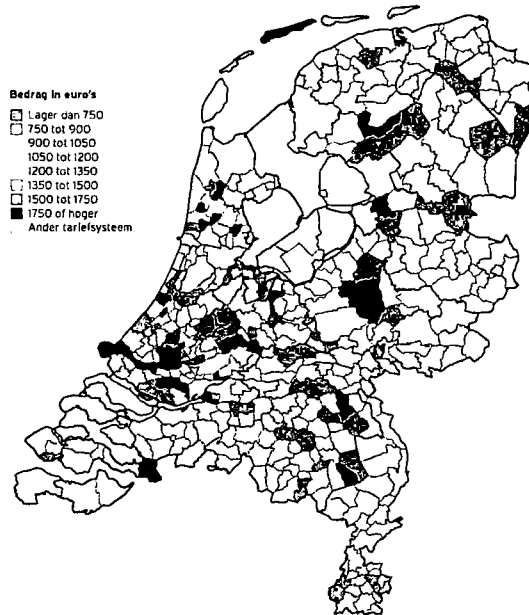 Bedrag in euro's
Lager dan 750
750 tot 900
900 tot 1050
1050 tot 1200
1200 tot 1350
1350 tot 1500
1500 tot 1750
1750 of hoger
Ander tariefsysteem